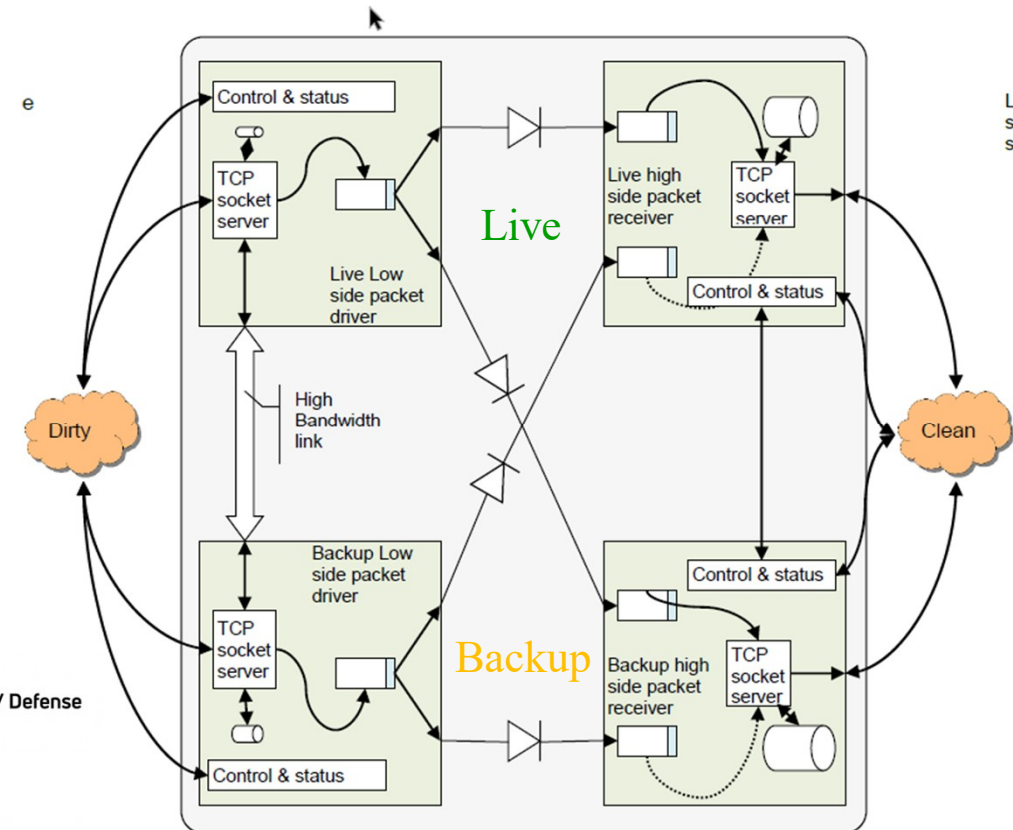 e
L
s
s
Control & status
TCP
socket
server
Live Low
side packet
driver
Live
Live high
side packet
receiver
TCP
socket
server
Control & status
High
Bandwidth
link
Dirty
Clean
Backup Low
side packet
driver
TCP
socket
server
Control & status
Backup
Control & status
Backup high
side packet
receiver
TCP
socket
server
Defense